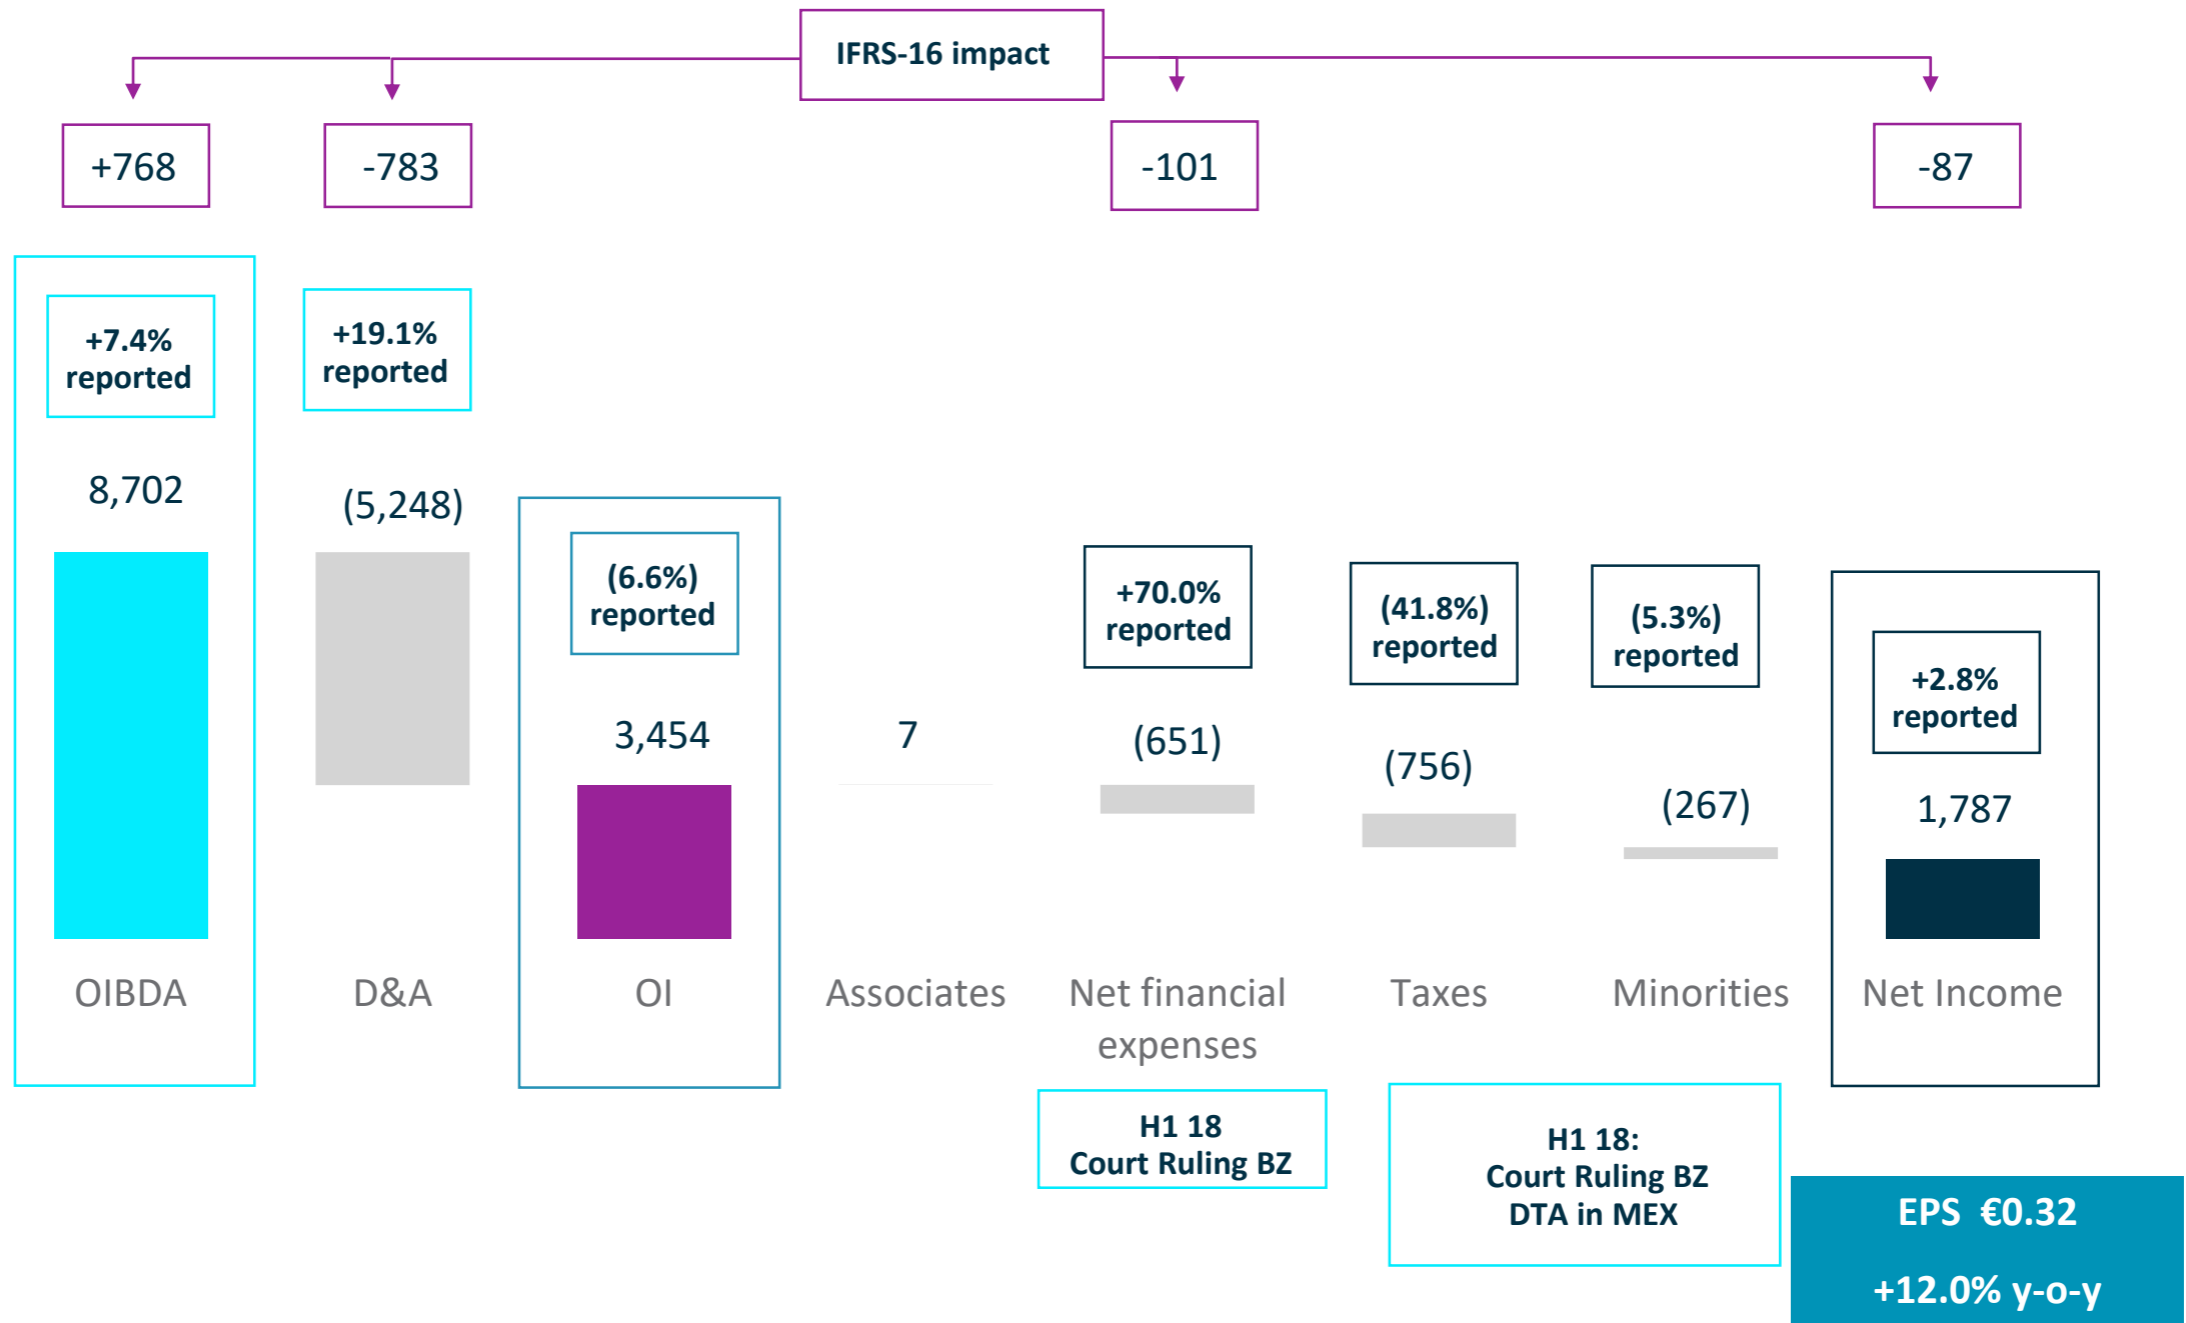 IFRS-16 impact
+768
-783
-101
-87
+7.4%
reported
+19.1%
reported
8,702
(5,248)
(6.6%)
reported
+70.0%
reported
(41.8%)
reported
(5.3%)
reported
+2.8%
reported
3,454
7
(651)
(756)
(267)
1,787
OIBDA
D&A
OI
Associates
Net financial
expenses
Taxes
Minorities
Net Income
H1 18
Court Ruling BZ
H1 18:
Court Ruling BZ
DTA in MEX
EPS €0.32
+12.0% y-o-y